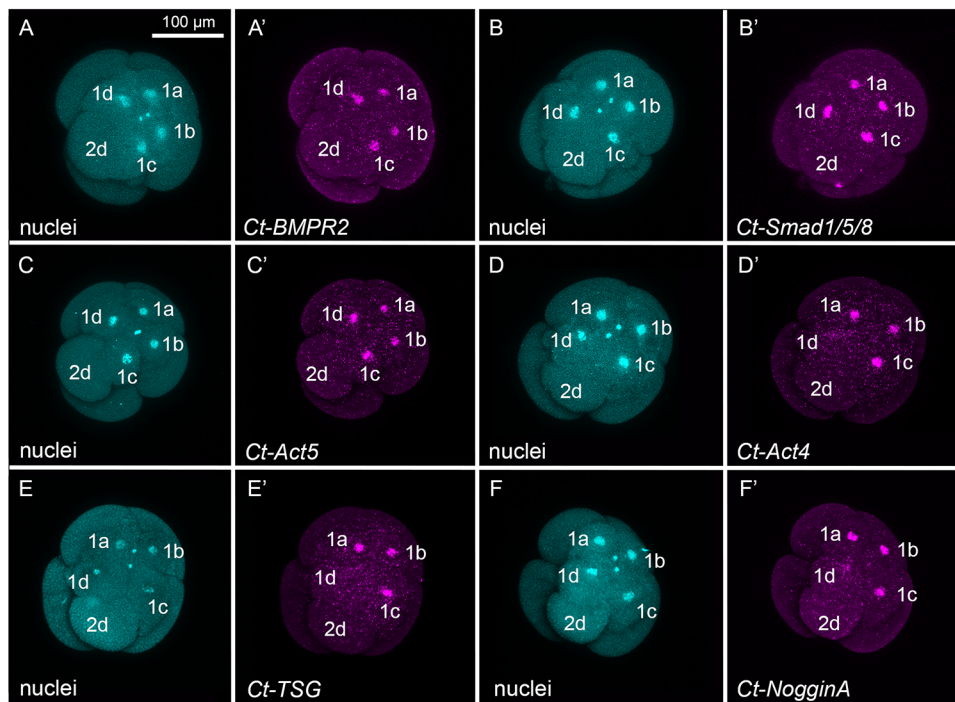 A
100 µm
1d
1a
1b
2d
1c
nuclei
A’
1d
1a
1b
2d
1c
Ct-BMPR2
B
1a
1d
1b
2d
1c
nuclei
B’
1a
1d
1b
1c
2d
Ct-Smad1/5/8
C
1a
1d
1b
1c
2d
nuclei
C’
1a
1d
1b
1c
2d
Ct-Act5
D
1a
1d
1b
1c
2d
nuclei
D’
1a
1d
1b
1c
2d
Ct-Act4
E
1a
1b
1d
1c
2d
nuclei
E’
1a
1b
1d
1c
2d
Ct-TSG
F
1a
1b
1d
1c
2d
nuclei
F’
1a
1b
1d
1c
2d
Ct-NogginA